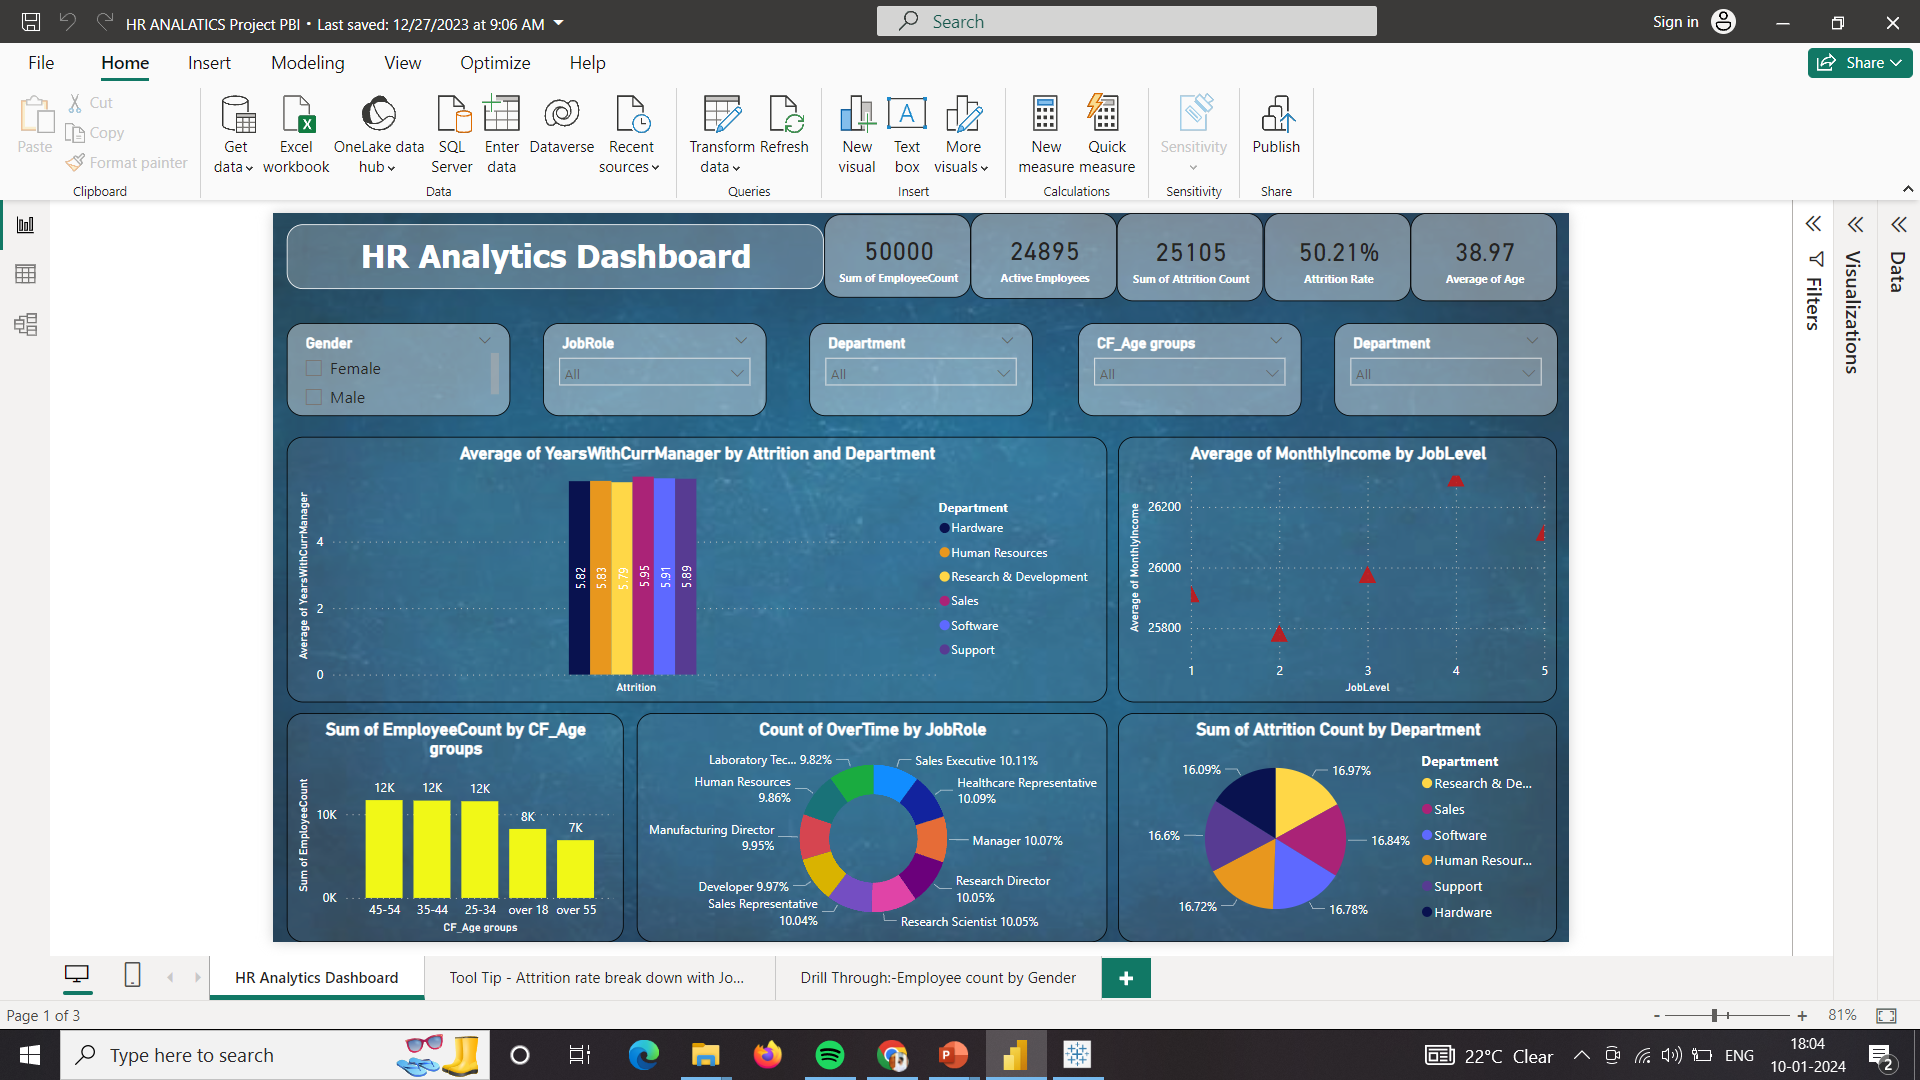 HR ANALATICS Project PBI • Last saved: 12/27/2023 at 9:06 AM
Search
Sign in
File
Home
Insert
Modeling
View
Optimize
Help
Share
Paste
Cut
Copy
Format painter
Clipboard
Get data
Excel workbook
OneLake data hub
SQL Server
Enter data
Dataverse
Recent sources
Data
Transform data
Refresh
Queries
New visual
A
Text box
More visuals
Insert
New measure
Quick measure
Calculations
Sensitivity
Sensitivity
Publish
Share
HR Analytics Dashboard
50000
Sum of EmployeeCount
24895
Active Employees
25105
Sum of Attrition Count
50.21%
Attrition Rate
38.97
Average of Age
Gender
Female
Male
JobRole
All
Department
All
CF_Age groups
All
Department
All
Filters
Visualizations
Data
Average of YearsWithCurrManager by Attrition and Department
Average of YearsWithCurrManager
4
2
0
5.82
5.83
5.79
5.95
5.91
5.89
Attrition
Department
Hardware
Human Resources
Research & Development
Sales
Software
Support
Average of MonthlyIncome by JobLevel
Average of MonthlyIncome
26200
26000
25800
1
2
3
4
5
JobLevel
Sum of EmployeeCount by CF_Age
groups
Sum of EmployeeCount
10K
0K
12K
12K
12K
8K
7K
45-54
35-44
25-34
over 18
over 55
CF_Age groups
Count of OverTime by JobRole
Laboratory Tec... 9.82%
Sales Executive 10.11%
Human Resources
9.86%
Healthcare Representative
10.09%
Manufacturing Director
9.95%
Manager 10.07%
Developer 9.97%
Research Director
10.05%
Sales Representative
10.04%
Research Scientist 10.05%
Sum of Attrition Count by Department
16.09%
16.97%
16.6%
16.84%
16.72%
16.78%
Department
Research & De...
Sales
Software
Human Resour...
Support
Hardware
HR Analytics Dashboard
Tool Tip - Attrition rate break down with Jo...
Drill Through:-Employee count by Gender
+
Page 1 of 3
-
+
81%
Type here to search
22°C Clear
ENG
18:04
10-01-2024
2